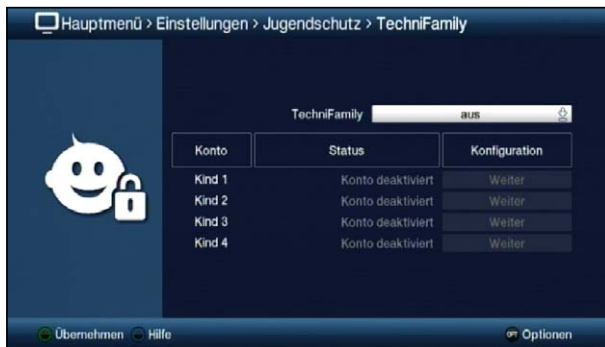 Hauptmenü > Einstellungen > Jugendschutz > TechniFamily
TechniFamily aus
Konto Status Konfiguration
Kind 1 Konto deaktiviert Weiter
Kind 2 Konto deaktiviert Weiter
Kind 3 Konto deaktiviert Weiter
Kind 4 Konto deaktiviert Weiter
Übernehmen Hilfe OPT Optionen